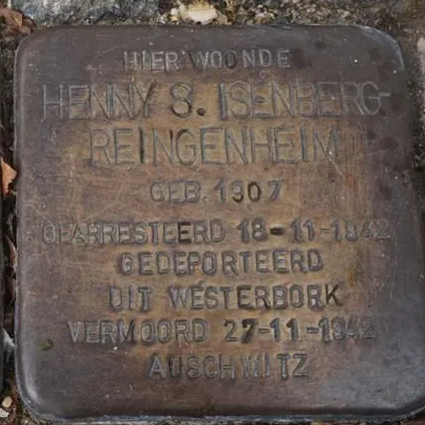 HIER WOONDE
HENNY S. ISENBERG-
REINGENHEIM
GEB. 1907
GEARRESTEERD 18-11-1942
GEDEPORTEERD
UIT WESTERBORK
VERMOORD 27-11-1942
AUSCHWITZ